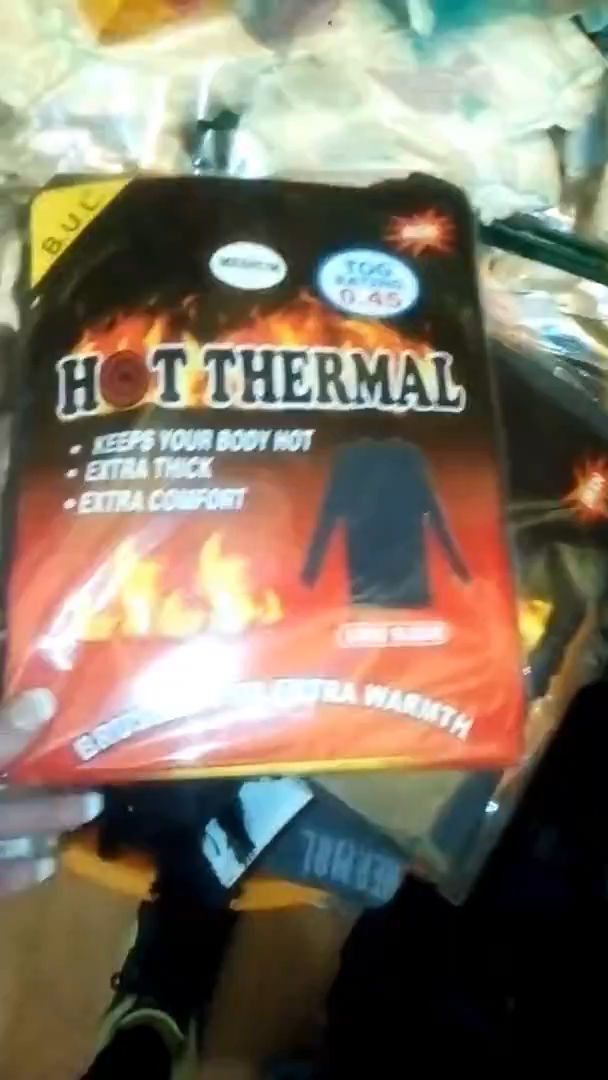 B.U.L
MEDIUM
TOG
RATING
0.45
HOT THERMAL
• KEEPS YOUR BODY HOT
• EXTRA THICK
• EXTRA COMFORT
LONG SLEEVE
EXTRA WARMTH
THERMAL